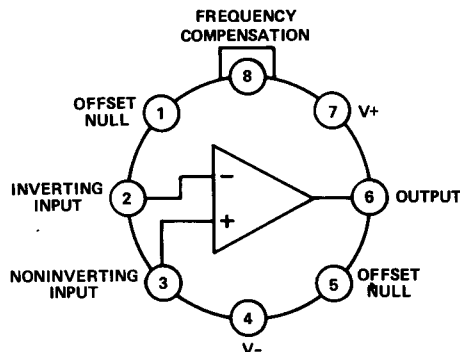 FREQUENCY
COMPENSATION
8
OFFSET
NULL
1
7
V+
INVERTING
INPUT
2
−
6
OUTPUT
+
NONINVERTING
INPUT
3
5
OFFSET
NULL
4
V−